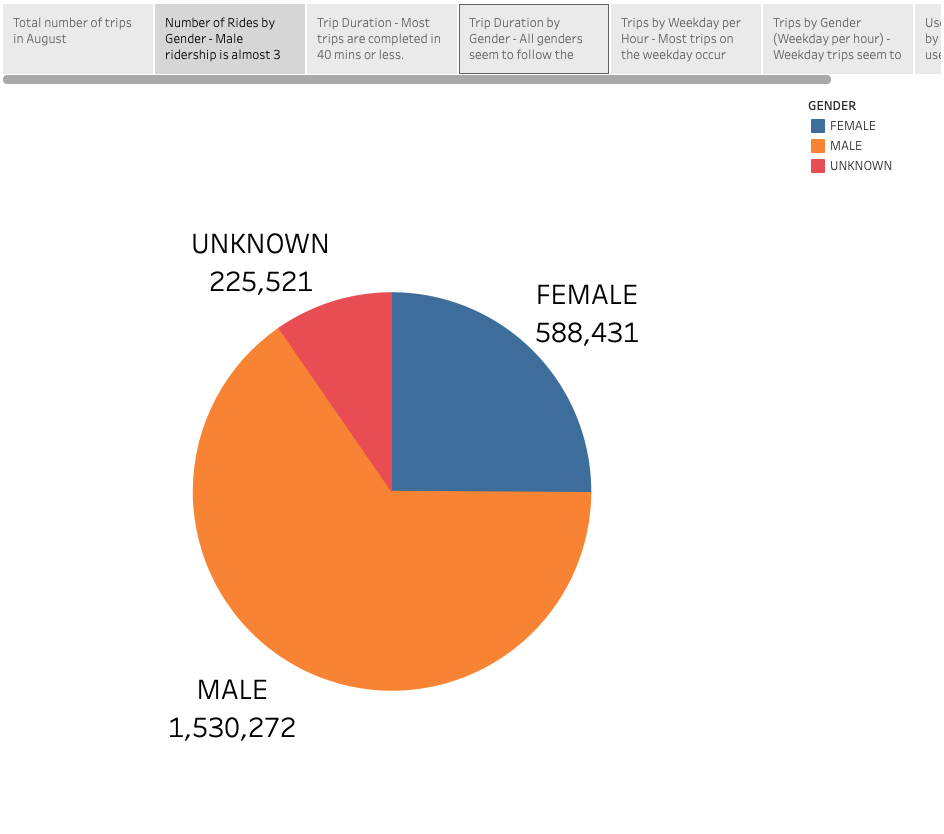 Total number of trips
in August
Number of Rides by
Gender - Male
ridership is almost 3
Trip Duration - Most
trips are completed in
40 mins or less.
Trip Duration by
Gender - All genders
seem to follow the
Trips by Weekday per
Hour - Most trips on
the weekday occur
Trips by Gender
(Weekday per hour) -
Weekday trips seem to
by
GENDER
FEMALE
MALE
UNKNOWN
UNKNOWN
225,521
FEMALE
588,431
MALE
1,530,272